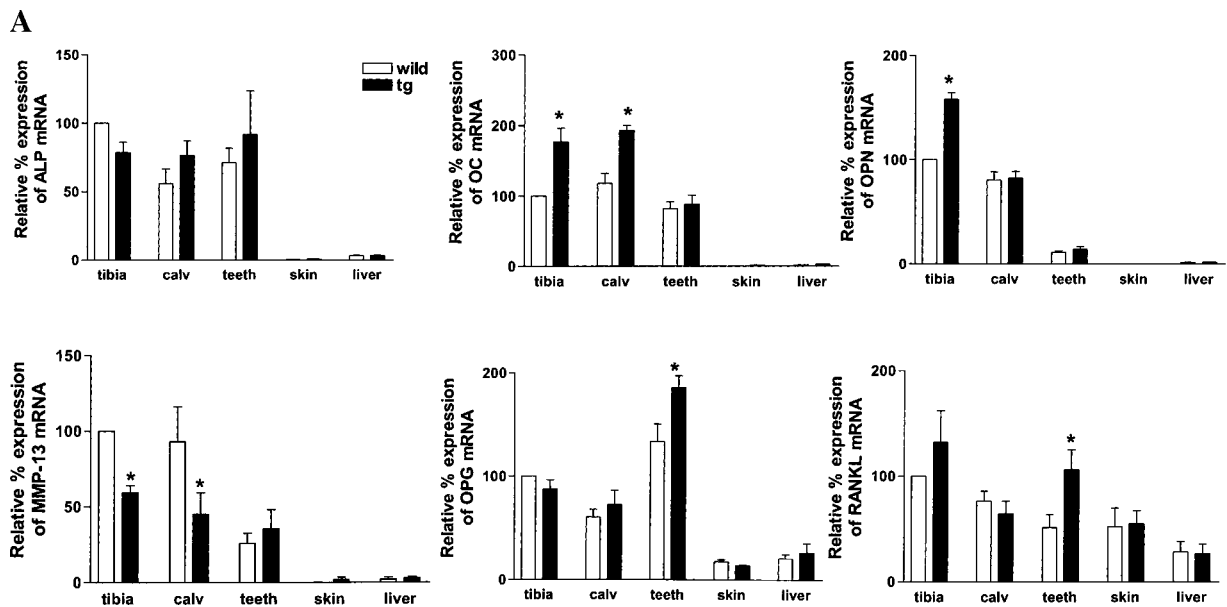 A
Relative % expression
of ALP mRNA
150
100
50
0
tibia calv teeth skin liver
wild
tg
Relative % expression
of OC mRNA
300
200
100
0
* *
tibia calv teeth skin liver
Relative % expression
of OPN mRNA
200
100
0
*
tibia calv teeth skin liver
Relative % expression
of MMP-13 mRNA
150
100
50
0
* *
tibia calv teeth skin liver
Relative % expression
of OPG mRNA
200
100
0
*
tibia calv teeth skin liver
Relative % expression
of RANKL mRNA
200
100
0
*
tibia calv teeth skin liver